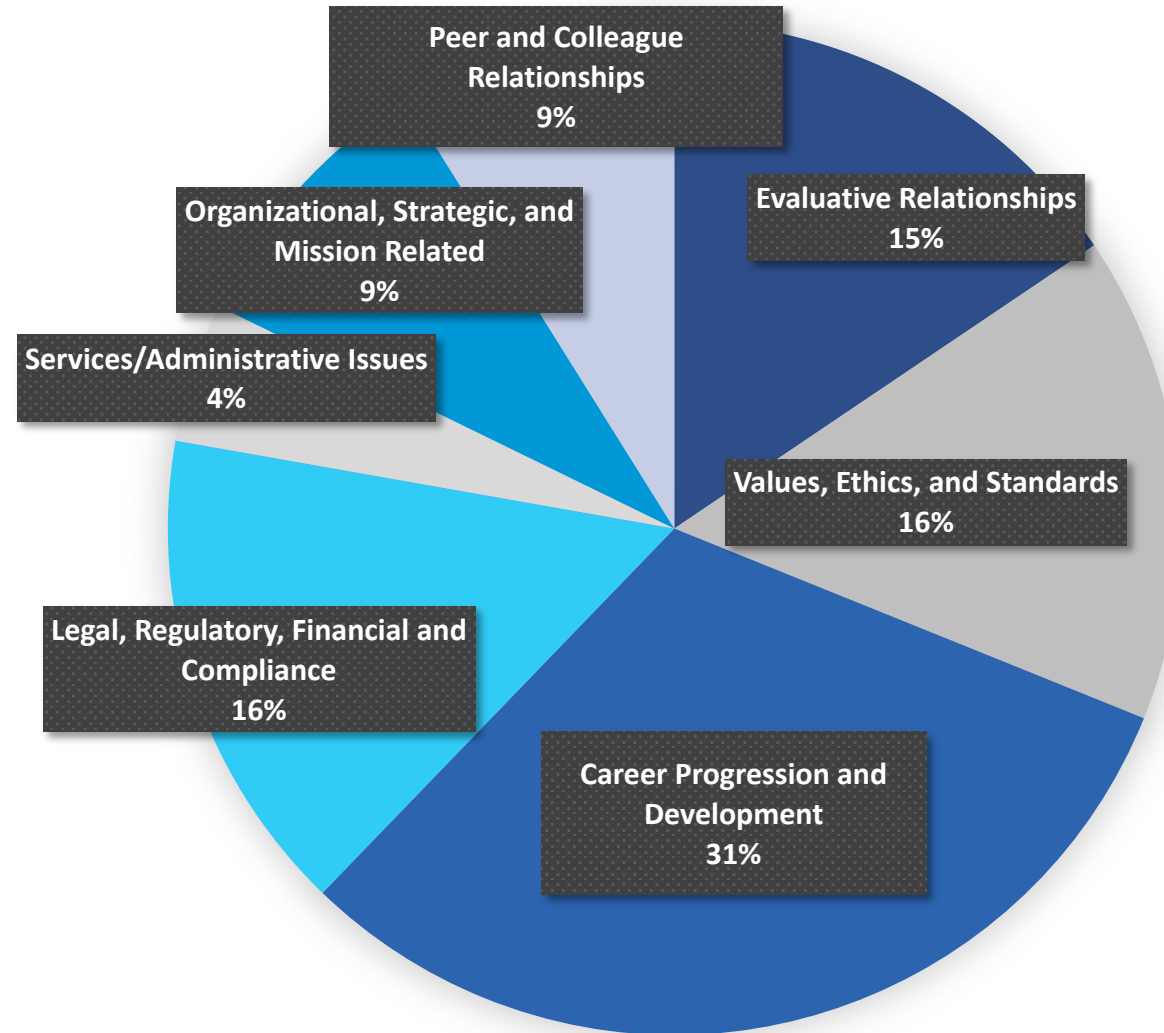 Peer and Colleague
Relationships
9%
Evaluative Relationships
15%
Organizational, Strategic, and
Mission Related
9%
Services/Administrative Issues
4%
Values, Ethics, and Standards
16%
Legal, Regulatory, Financial and
Compliance
16%
Career Progression and
Development
31%